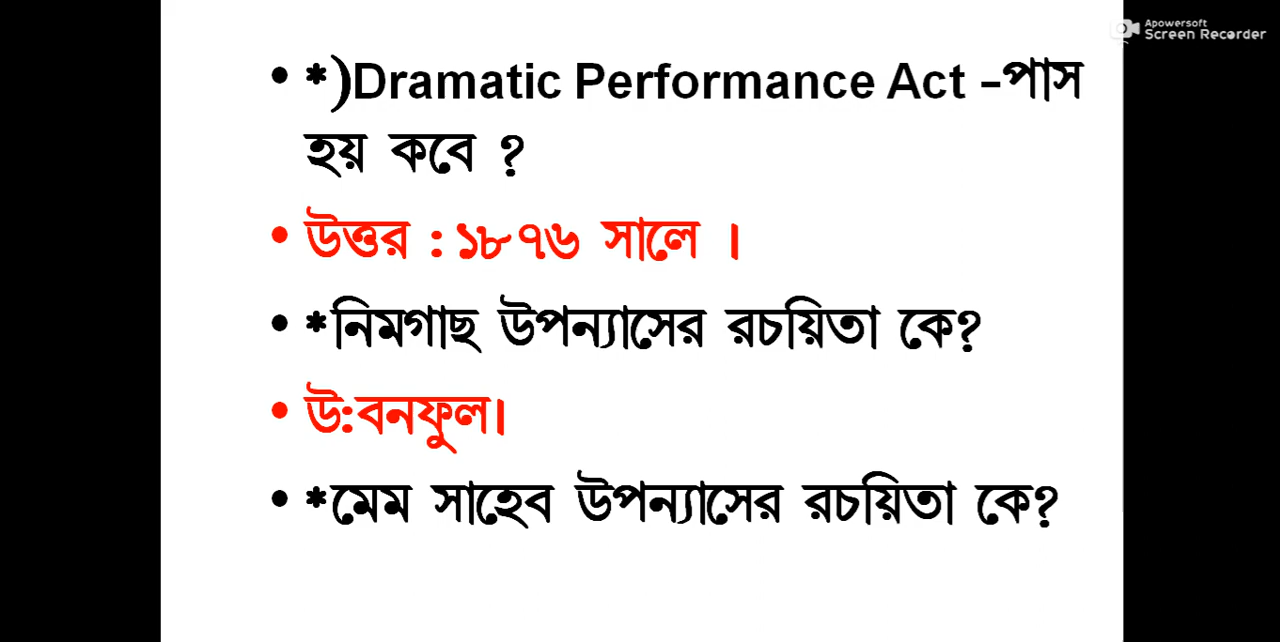 Apowersoft
Screen Recorder
• *)Dramatic Performance Act –পাস
হয় কবে ?
• উত্তর : ১৮৭৬ সালে ।
• *নিমগাছ উপন্যাসের রচয়িতা কে?
• উ:বনফুল।
• *মেম সাহেব উপন্যাসের রচয়িতা কে?